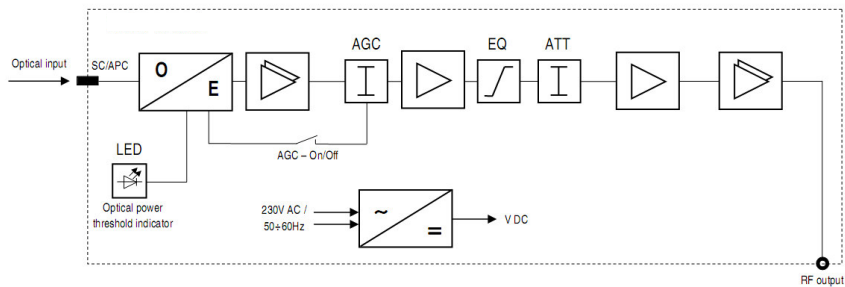 Optical input
SC/APC
O
E
AGC
EQ
ATT
AGC – On/Off
LED
Optical power
threshold indicator
230V AC /
50÷60Hz
~
=
V DC
RF output